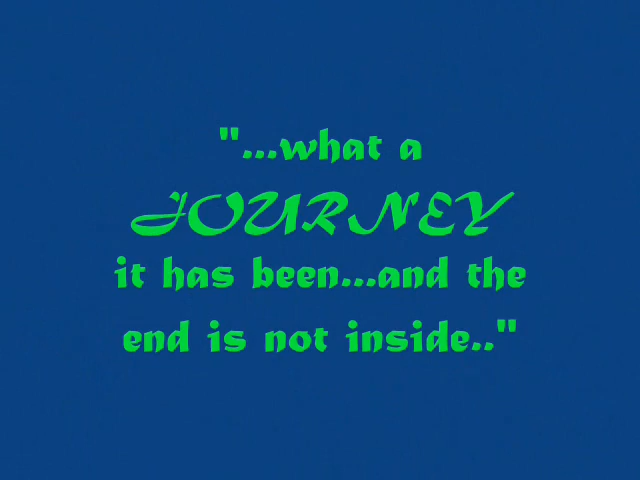 "...what a
JOURNEY
it has been...and the
end is not inside.."